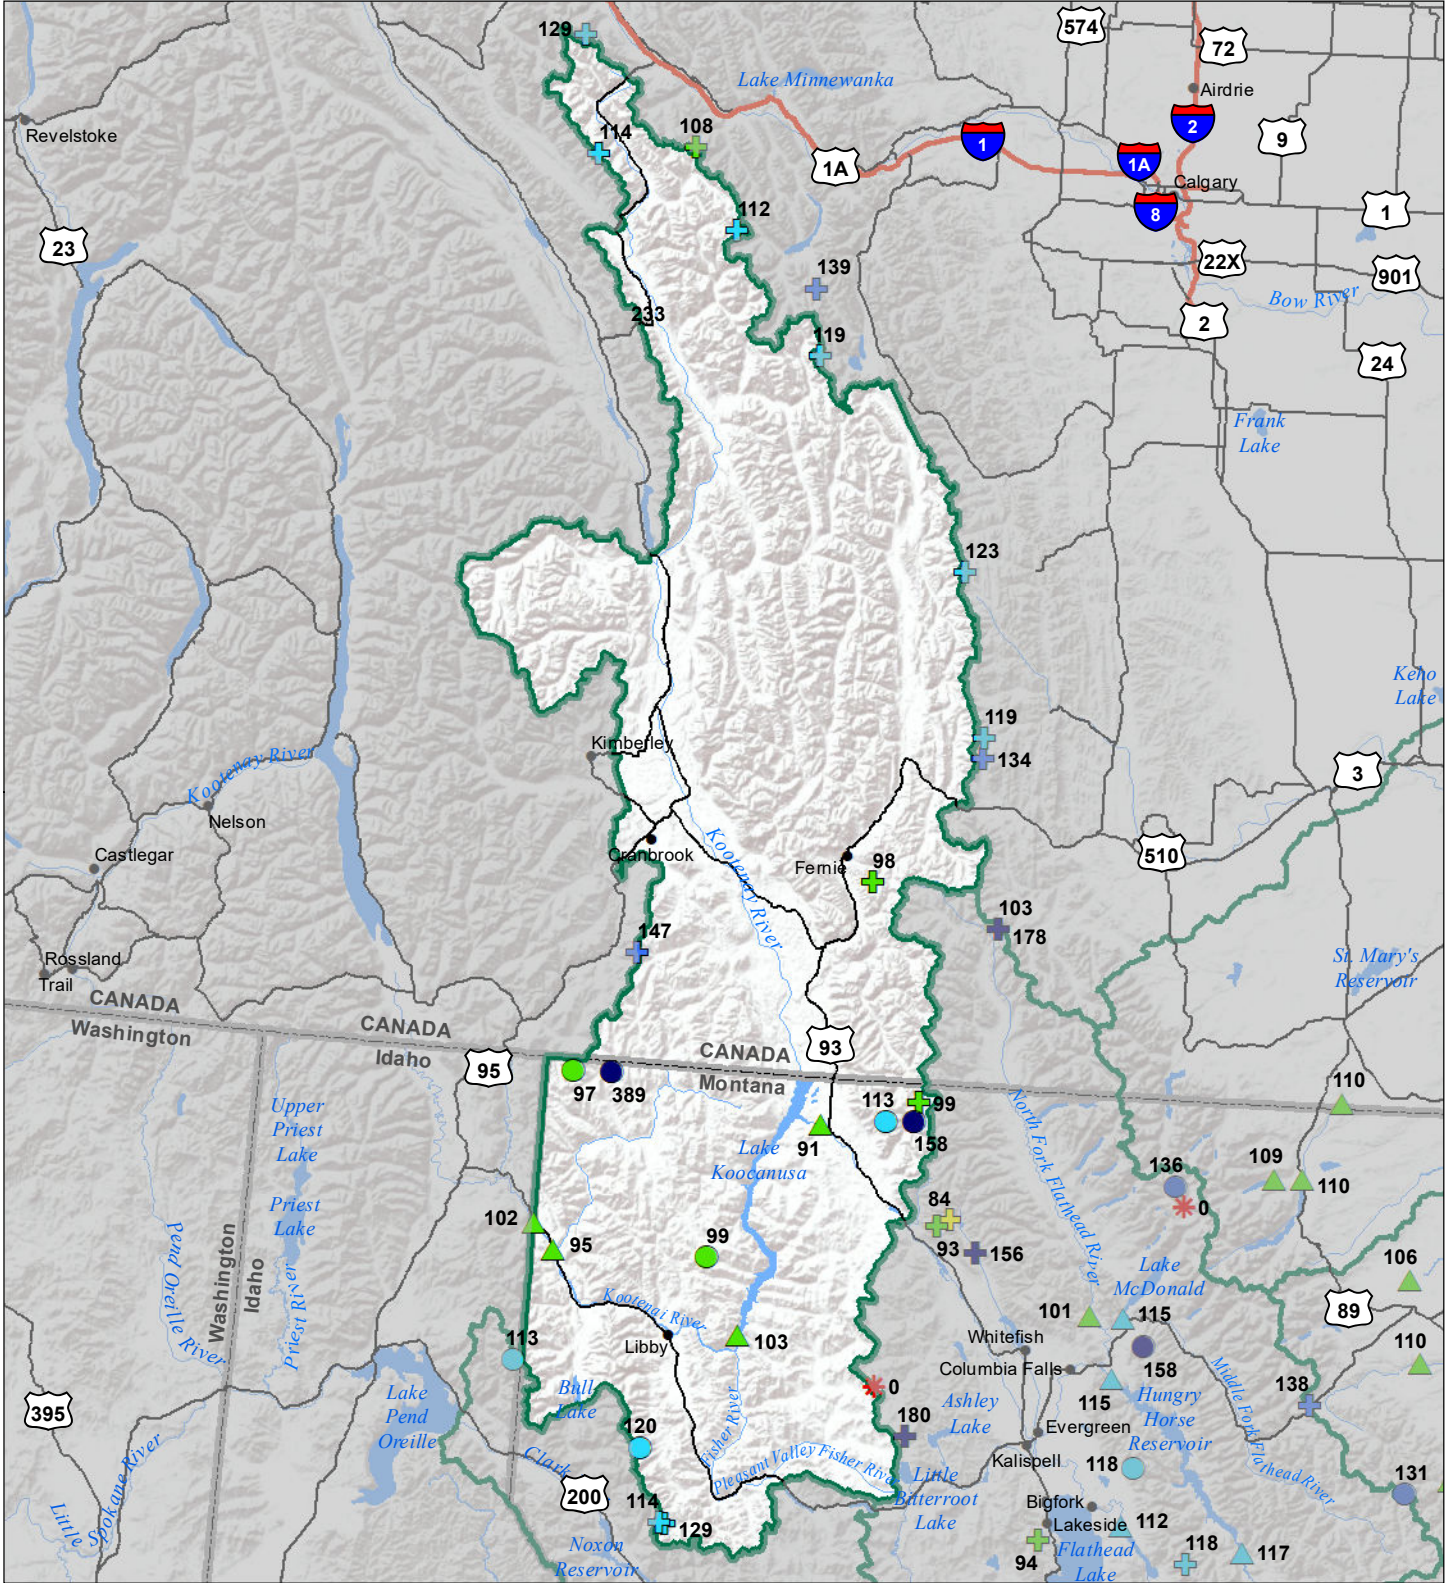 129
574
72
Lake Minnewanka
Airdrie
Revelstoke
114
108
1
2
9
1A
1A
Calgary
8
112
1
23
139
22X
901
Bow River
233
2
119
24
Frank
Lake
123
Keho
Lake
119
134
Kimberley
Kootenay River
3
Nelson
Castlegar
Cranbrook
Kootenay River
Fernie
98
510
103
178
147
Rossland
Trail
St. Mary's
Reservoir
CANADA
Washington
CANADA
Idaho
95
CANADA
Montana
93
97
389
113
99
158
110
91
Lake
Koocanusa
Upper
Priest
Lake
Priest
Lake
North Fork Flathead River
136
0
109
110
102
95
99
84
93
156
Pend Oreille River
Washington
Idaho
Priest River
Lake
McDonald
106
Kootenai River
101
115
89
113
Libby
103
Whitefish
Columbia Falls
158
110
Lake
Pend
Oreille
Bull
Lake
0
Ashley
Lake
115
Hungry
Horse
Reservoir
Middle Fork Flathead River
138
395
180
Evergreen
Kalispell
120
Fisher River
Pleasant Valley Fisher River
118
131
Clark
200
Little
Bitterroot
Lake
Bigfork
Lakeside
112
Little
Spokane River
114
129
Noxon
Reservoir
94
Flathead
Lake
118
117